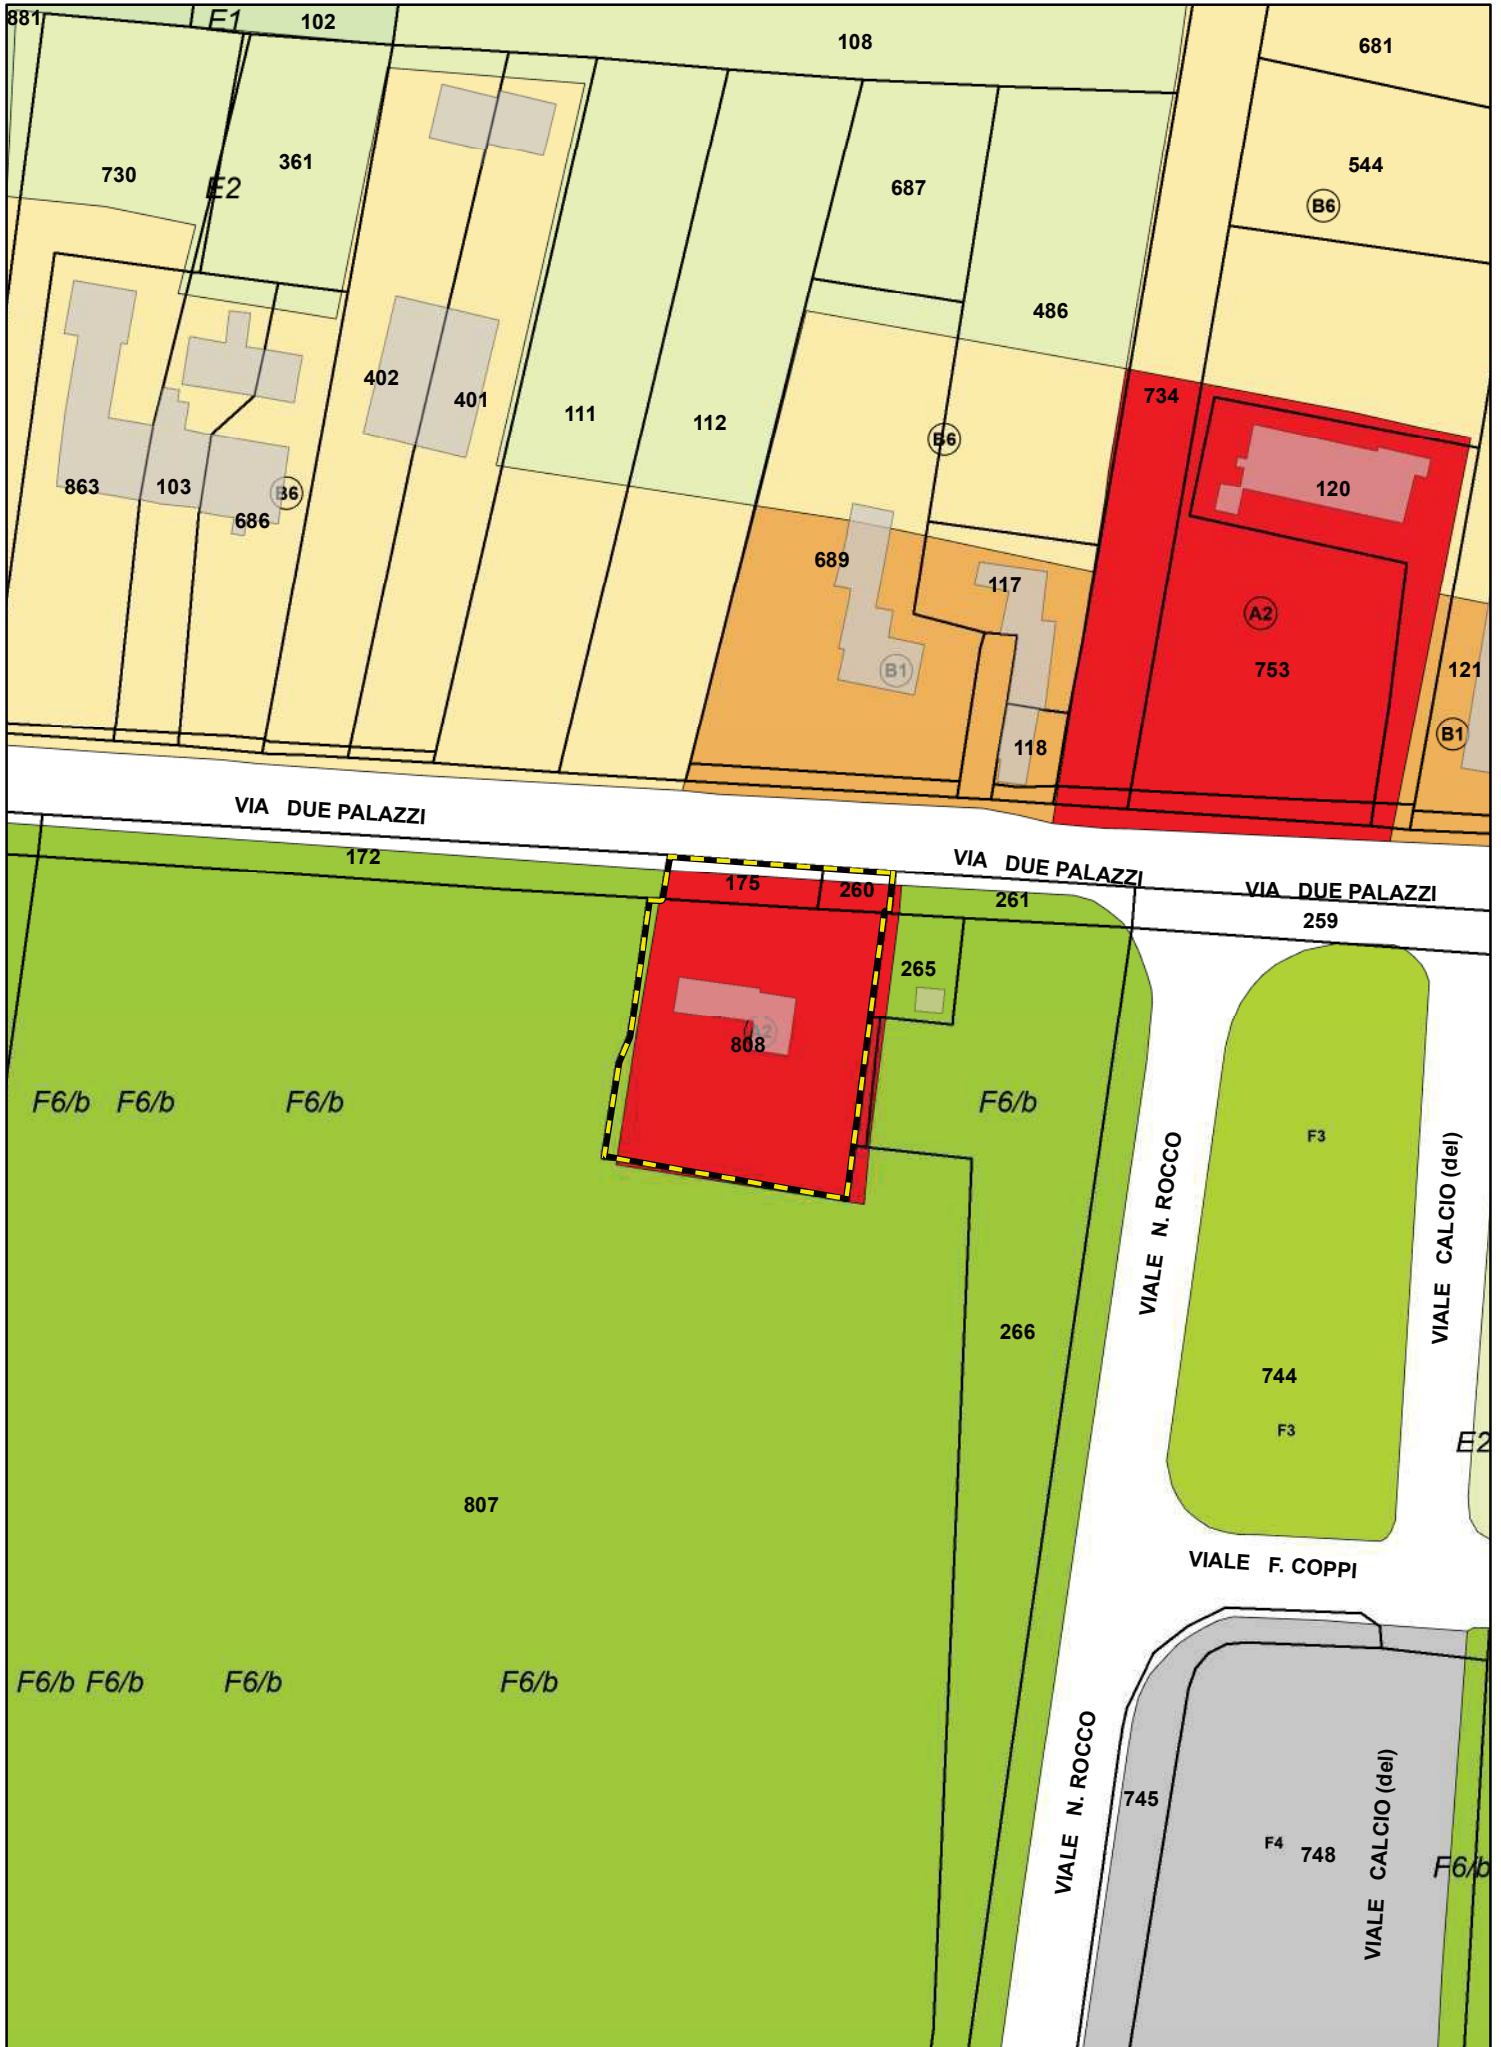 881
E1
102
108
681
730
361
E2
687
544
B6
486
402
401
111
112
734
B6
863
103
B6
686
120
689
117
A2
B1
753
121
118
B1
VIA DUE PALAZZI
172
VIA DUE PALAZZI
VIA DUE PALAZZI
175
260
261
259
265
A2
808
F6/b
F6/b
F6/b
F6/b
F3
VIALE N. ROCCO
VIALE CALCIO (del)
266
744
F3
E2
807
VIALE F. COPPI
F6/b
F6/b
F6/b
F6/b
VIALE N. ROCCO
745
F4
748
VIALE CALCIO (del)
F6/b